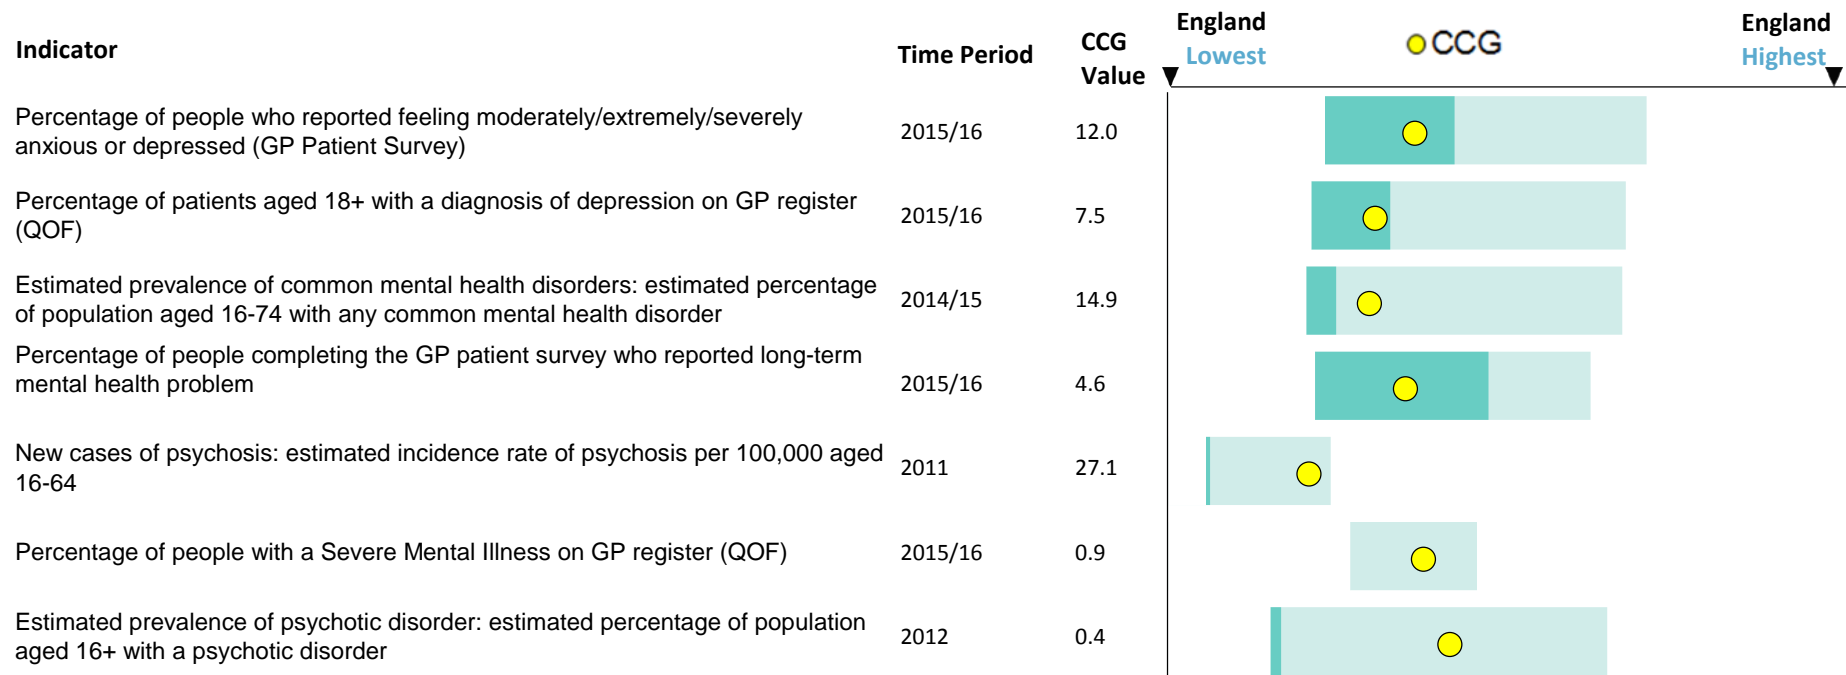 Indicator
Time Period
CCG
Value
England
Lowest
CCG
England
Highest
Percentage of people who reported feeling moderately/extremely/severely
anxious or depressed (GP Patient Survey)
2015/16
12.0
Percentage of patients aged 18+ with a diagnosis of depression on GP register
(QOF)
2015/16
7.5
Estimated prevalence of common mental health disorders: estimated percentage
of population aged 16-74 with any common mental health disorder
2014/15
14.9
Percentage of people completing the GP patient survey who reported long-term
mental health problem
2015/16
4.6
New cases of psychosis: estimated incidence rate of psychosis per 100,000 aged
16-64
2011
27.1
Percentage of people with a Severe Mental Illness on GP register (QOF)
2015/16
0.9
Estimated prevalence of psychotic disorder: estimated percentage of population
aged 16+ with a psychotic disorder
2012
0.4